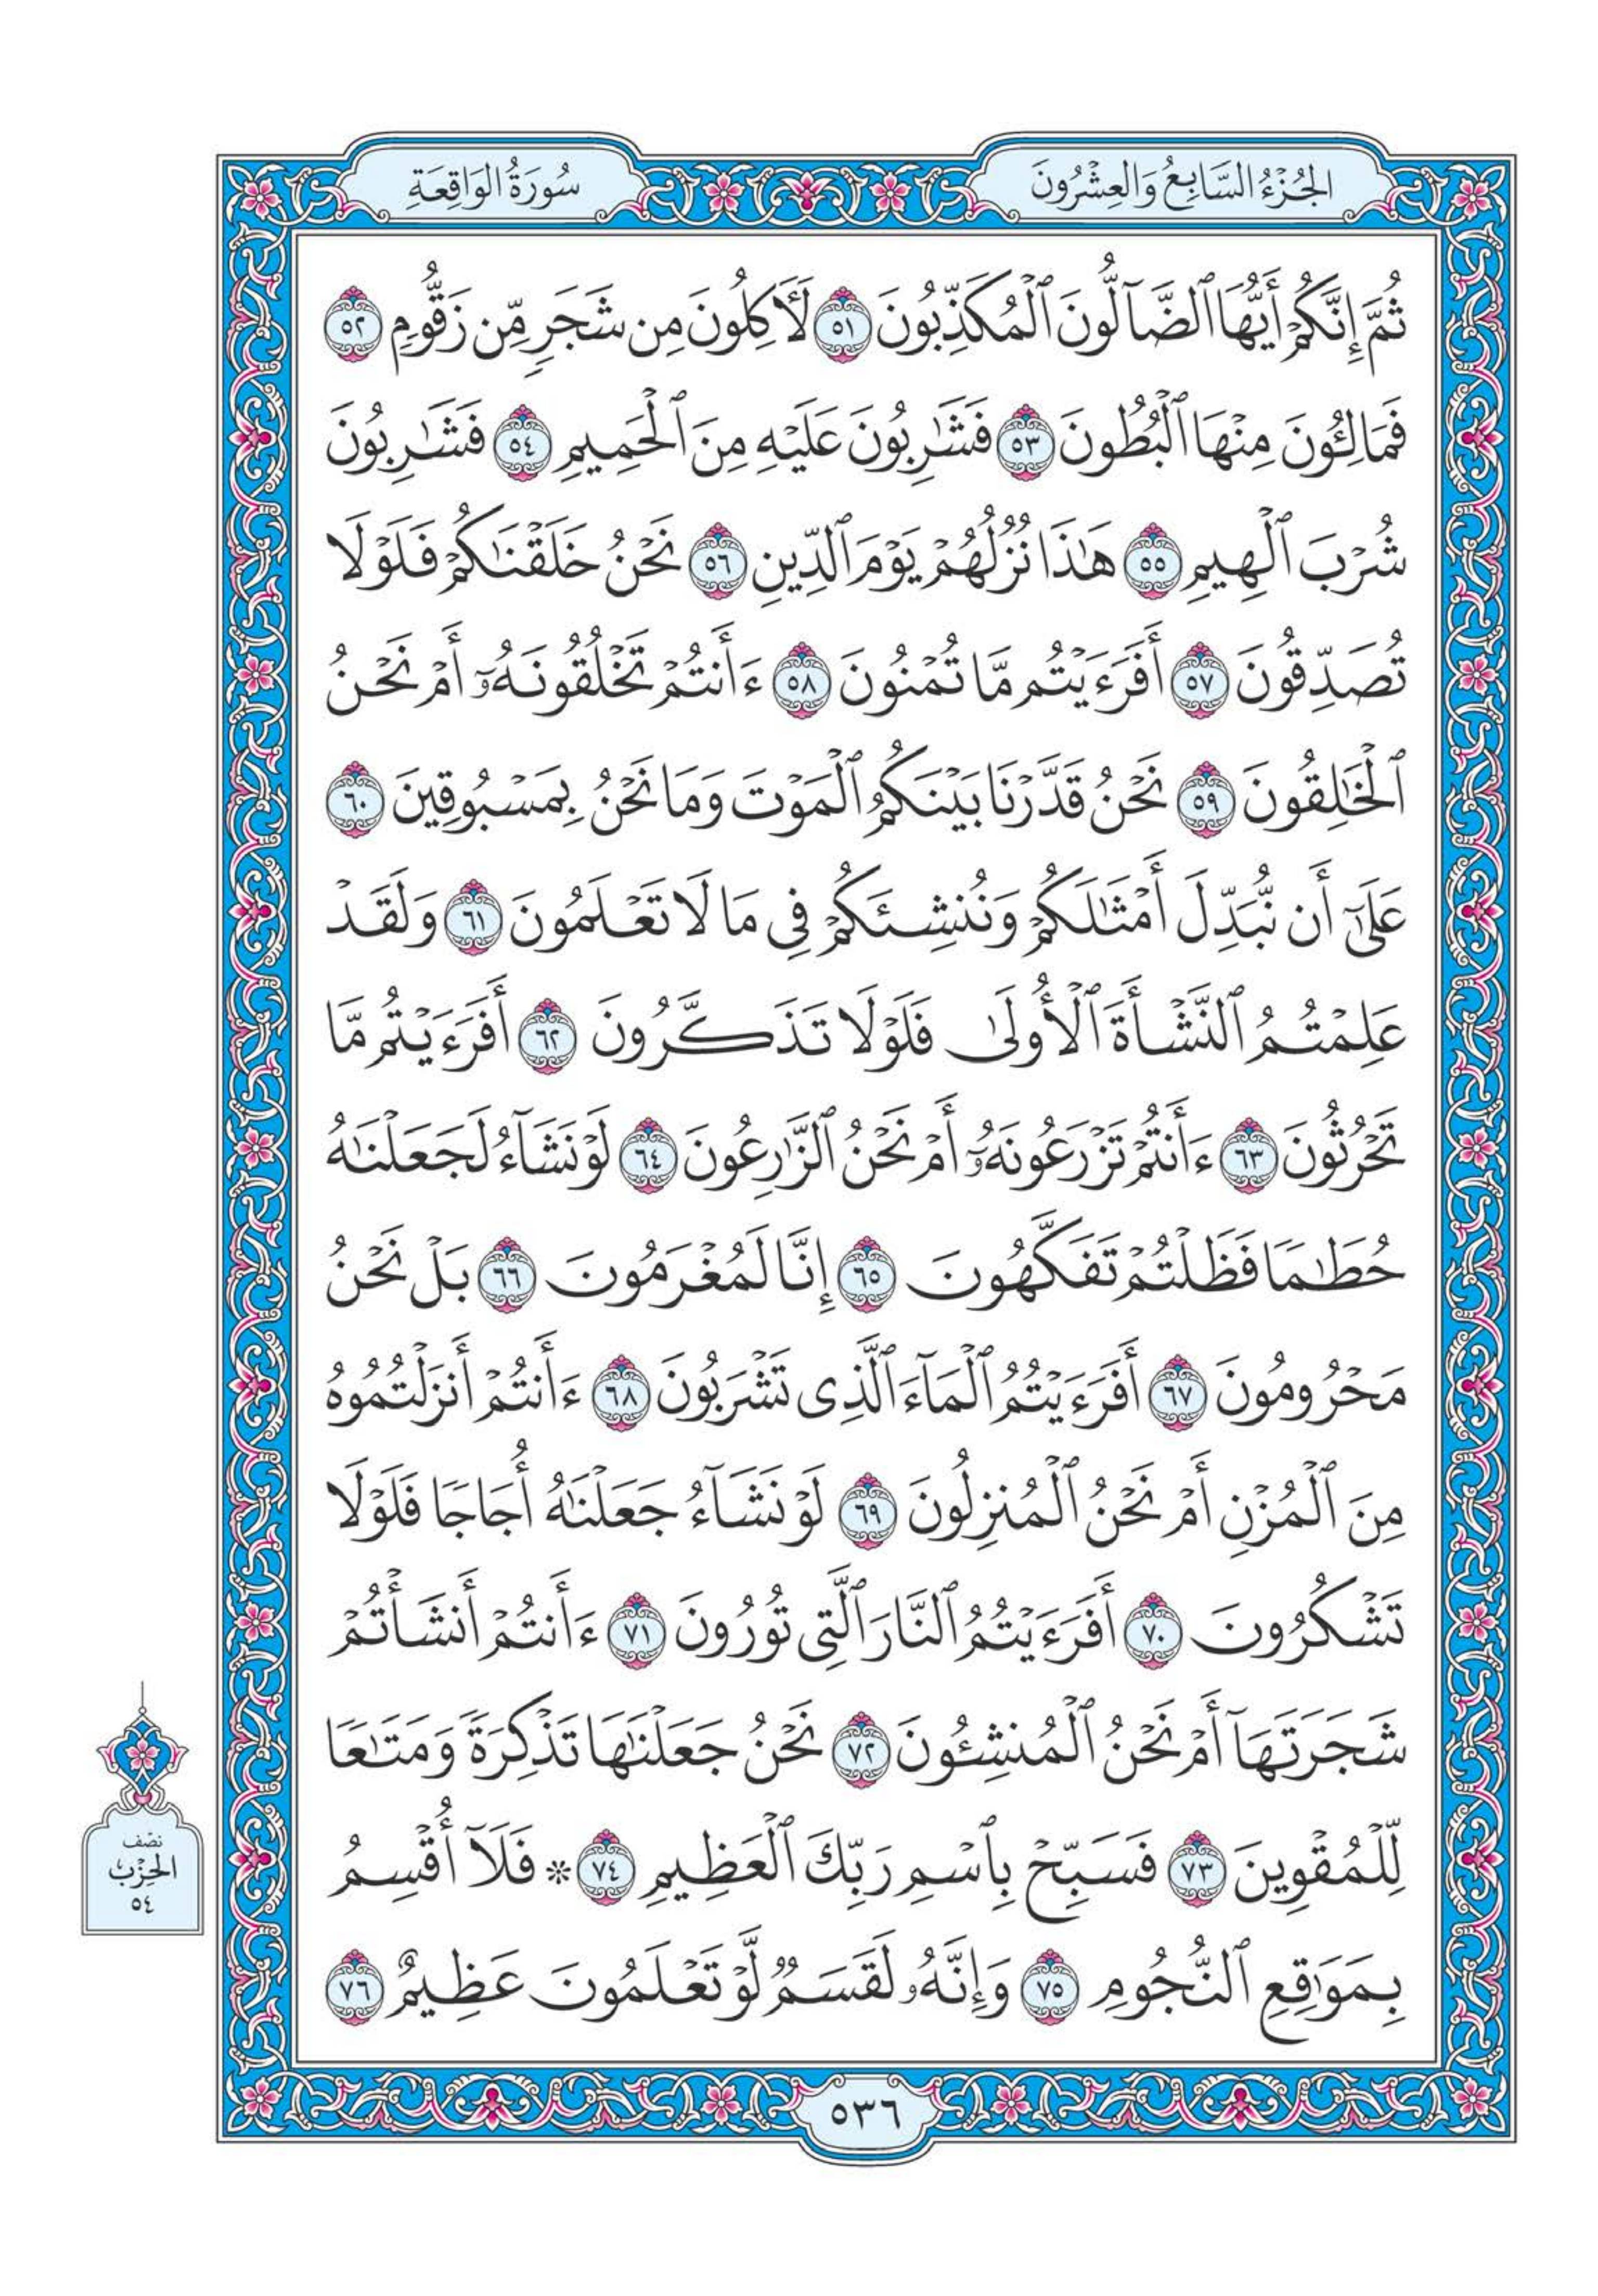 الجُزْءُ السَّابِعُ وَالعِشْرُونَ
سُورَةُ الوَاقِعَةِ
ثُمَّ إِنَّكُمْ أَيُّهَا ٱلضَّآلُّونَ ٱلْمُكَذِّبُونَ ٥١ لَأَٓكِلُونَ مِن شَجَرٍ مِّن زَقُّومٍ ٥٢
فَمَالِـُٔونَ مِنْهَا ٱلْبُطُونَ ٥٣ فَشَٰرِبُونَ عَلَيْهِ مِنَ ٱلْحَمِيمِ ٥٤ فَشَٰرِبُونَ
شُرْبَ ٱلْهِيمِ ٥٥ هَٰذَا نُزُلُهُمْ يَوْمَ ٱلدِّينِ ٥٦ نَحْنُ خَلَقْنَٰكُمْ فَلَوْلَا
تُصَدِّقُونَ ٥٧ أَفَرَءَيْتُم مَّا تُمْنُونَ ٥٨ ءَأَنتُمْ تَخْلُقُونَهُۥٓ أَمْ نَحْنُ
ٱلْخَٰلِقُونَ ٥٩ نَحْنُ قَدَّرْنَا بَيْنَكُمُ ٱلْمَوْتَ وَمَا نَحْنُ بِمَسْبُوقِينَ ٦٠
عَلَىٰٓ أَن نُّبَدِّلَ أَمْثَٰلَكُمْ وَنُنشِئَكُمْ فِي مَا لَا تَعْلَمُونَ ٦١ وَلَقَدْ
عَلِمْتُمُ ٱلنَّشْأَةَ ٱلْأُولَىٰ فَلَوْلَا تَذَكَّرُونَ ٦٢ أَفَرَءَيْتُم مَّا
تَحْرُثُونَ ٦٣ ءَأَنتُمْ تَزْرَعُونَهُۥٓ أَمْ نَحْنُ ٱلزَّٰرِعُونَ ٦٤ لَوْ نَشَآءُ لَجَعَلْنَٰهُ
حُطَٰمًا فَظَلْتُمْ تَفَكَّهُونَ ٦٥ إِنَّا لَمُغْرَمُونَ ٦٦ بَلْ نَحْنُ
مَحْرُومُونَ ٦٧ أَفَرَءَيْتُمُ ٱلْمَآءَ ٱلَّذِي تَشْرَبُونَ ٦٨ ءَأَنتُمْ أَنزَلْتُمُوهُ
مِنَ ٱلْمُزْنِ أَمْ نَحْنُ ٱلْمُنزِلُونَ ٦٩ لَوْ نَشَآءُ جَعَلْنَٰهُ أُجَاجًا فَلَوْلَا
تَشْكُرُونَ ٧٠ أَفَرَءَيْتُمُ ٱلنَّارَ ٱلَّتِي تُورُونَ ٧١ ءَأَنتُمْ أَنشَأْتُمْ
شَجَرَتَهَآ أَمْ نَحْنُ ٱلْمُنشِـُٔونَ ٧٢ نَحْنُ جَعَلْنَٰهَا تَذْكِرَةً وَمَتَٰعًا
لِّلْمُقْوِينَ ٧٣ فَسَبِّحْ بِٱسْمِ رَبِّكَ ٱلْعَظِيمِ ٧٤ * فَلَآ أُقْسِمُ
بِمَوَٰقِعِ ٱلنُّجُومِ ٧٥ وَإِنَّهُۥ لَقَسَمٌ لَّوْ تَعْلَمُونَ عَظِيمٌ ٧٦
نصْف
الحِزْب
٥٤
٥٣٦